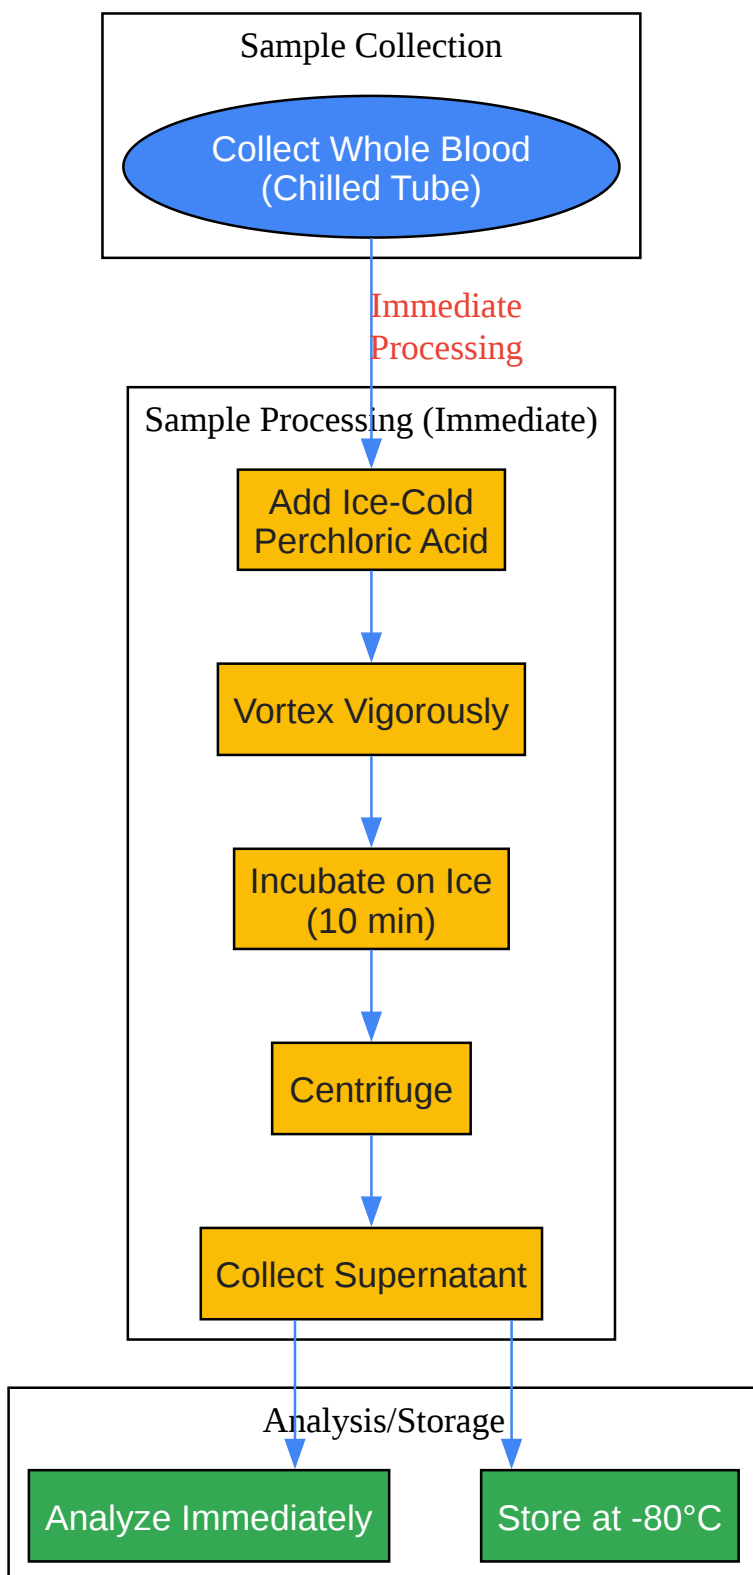 Sample Collection
Collect Whole Blood
(Chilled Tube)
Immediate
Processing
Sample Processing (Immediate)
Add Ice-Cold
Perchloric Acid
Vortex Vigorously
Incubate on Ice
(10 min)
Centrifuge
Collect Supernatant
Analysis/Storage
Analyze Immediately
Store at -80°C